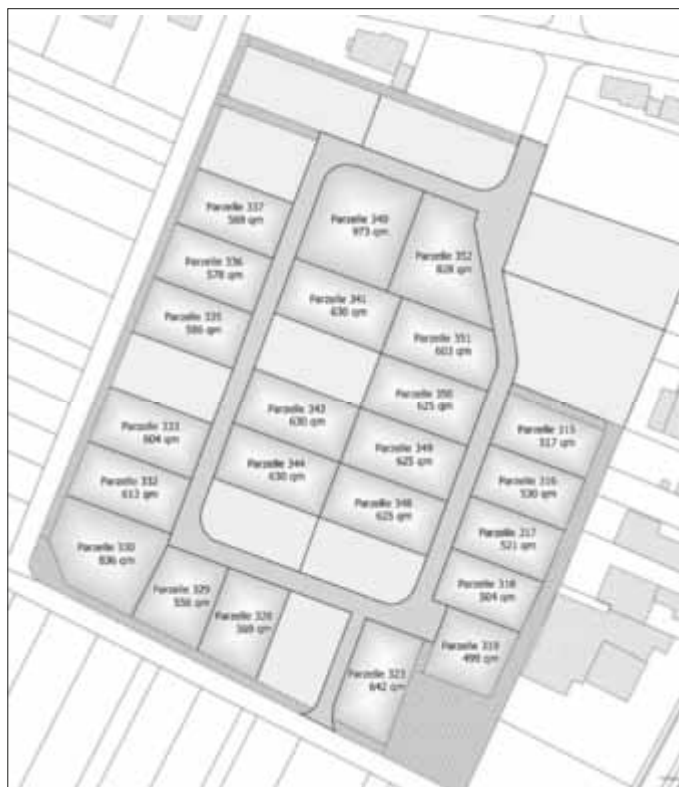 Parzelle 337
588 qm
Parzelle 336
578 qm
Parzelle 335
586 qm
Parzelle 333
604 qm
Parzelle 332
613 qm
Parzelle 330
836 qm
Parzelle 329
556 qm
Parzelle 328
569 qm
Parzelle 340
973 qm
Parzelle 352
828 qm
Parzelle 341
630 qm
Parzelle 351
603 qm
Parzelle 350
625 qm
Parzelle 343
630 qm
Parzelle 349
625 qm
Parzelle 344
630 qm
Parzelle 348
625 qm
Parzelle 315
517 qm
Parzelle 316
530 qm
Parzelle 317
521 qm
Parzelle 318
504 qm
Parzelle 319
499 qm
Parzelle 323
642 qm